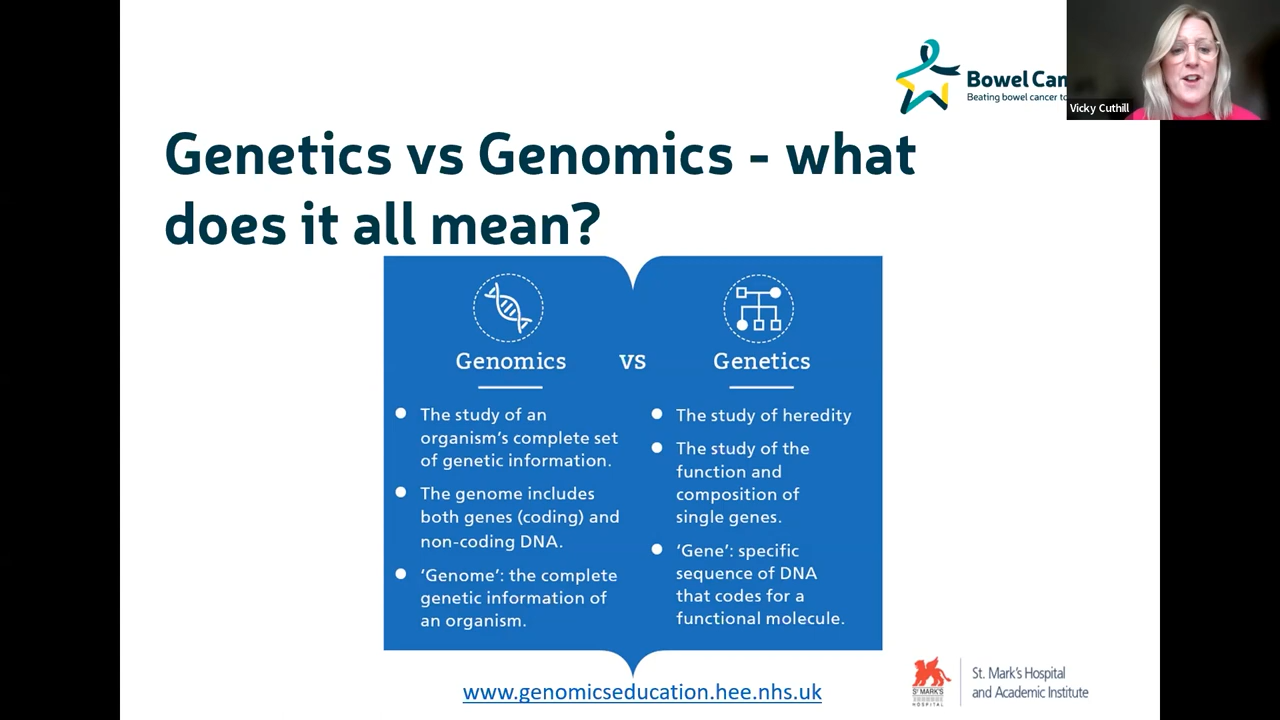 Bowel Can
Beating bowel cancer to
Vicky Cuthill
Genetics vs Genomics - what
does it all mean?
Genomics
vs
Genetics
The study of an
organism's complete set
of genetic information.
The genome includes
both genes (coding) and
non-coding DNA.
‘Genome’: the complete
genetic information of
an organism.
The study of heredity
The study of the
function and
composition of
single genes.
‘Gene’: specific
sequence of DNA
that codes for a
functional molecule.
www.genomicseducation.hee.nhs.uk
ST MARK'S
HOSPITAL
St. Mark's Hospital
and Academic Institute